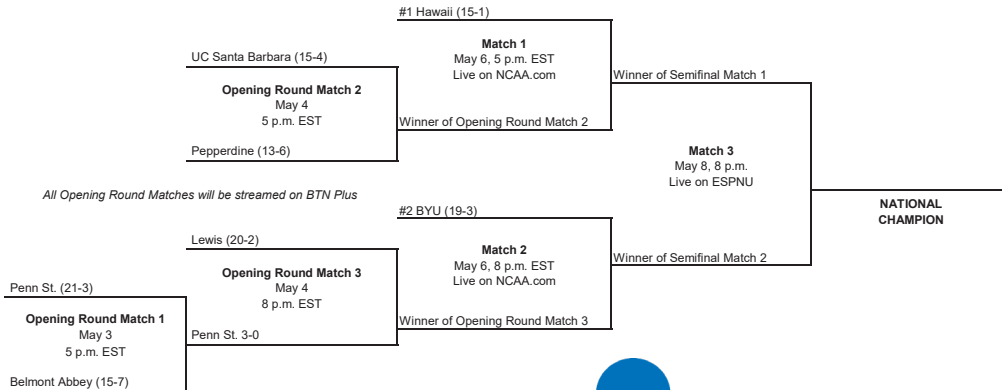 #1 Hawaii (15-1)
Match 1
May 6, 5 p.m. EST
Live on NCAA.com
UC Santa Barbara (15-4)
Opening Round Match 2
May 4
5 p.m. EST
Winner of Semifinal Match 1
Winner of Opening Round Match 2
Pepperdine (13-6)
Match 3
May 8, 8 p.m.
Live on ESPNU
All Opening Round Matches will be streamed on BTN Plus
NATIONAL
CHAMPION
#2 BYU (19-3)
Lewis (20-2)
Match 2
May 6, 8 p.m. EST
Live on NCAA.com
Winner of Semifinal Match 2
Opening Round Match 3
May 4
8 p.m. EST
Penn St. (21-3)
Opening Round Match 1
May 3
5 p.m. EST
Winner of Opening Round Match 3
Penn St. 3-0
Belmont Abbey (15-7)